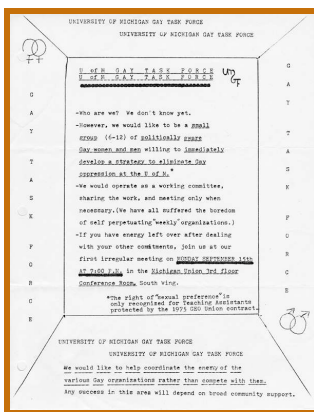 UNIVERSITY OF MICHIGAN GAY TASK FORCE
UNIVERSITY OF MICHIGAN GAY TASK FORCE
U of M GAY TASK FORCE
U of M GAY TASK FORCE
GAY TASK FORCE
GAY TASK FORCE
-Who are we? We don't know yet.
-However, we would like to be a small
group (6-12) of politically
Gay women and men willing to immediately
develop a strategy to eliminate Gay
oppression at the U of M.*
-We would operate as a working committee,
sharing the work, and meeting only when
necessary.(We have all suffered the boredom
of self perpetuating "weekly" organizations.)
-If you have energy left over after dealing
with your other commitments, join us at our
first irregular meeting on MONDAY SEPTEMBER 15th
AT 7:00 P.M. in the Michigan Union 3rd floor
Conference Room, South Wing.
*The right of "sexual preference" is
only recognized for Teaching Assistants
protected by the 1975 GEO Union contract.
UNIVERSITY OF MICHIGAN GAY TASK FORCE
UNIVERSITY OF MICHIGAN GAY TASK FORCE
We would like to help coordinate the energy of the
various Gay organizations rather than compete with them.
Any success in this area will depend on broad community support.